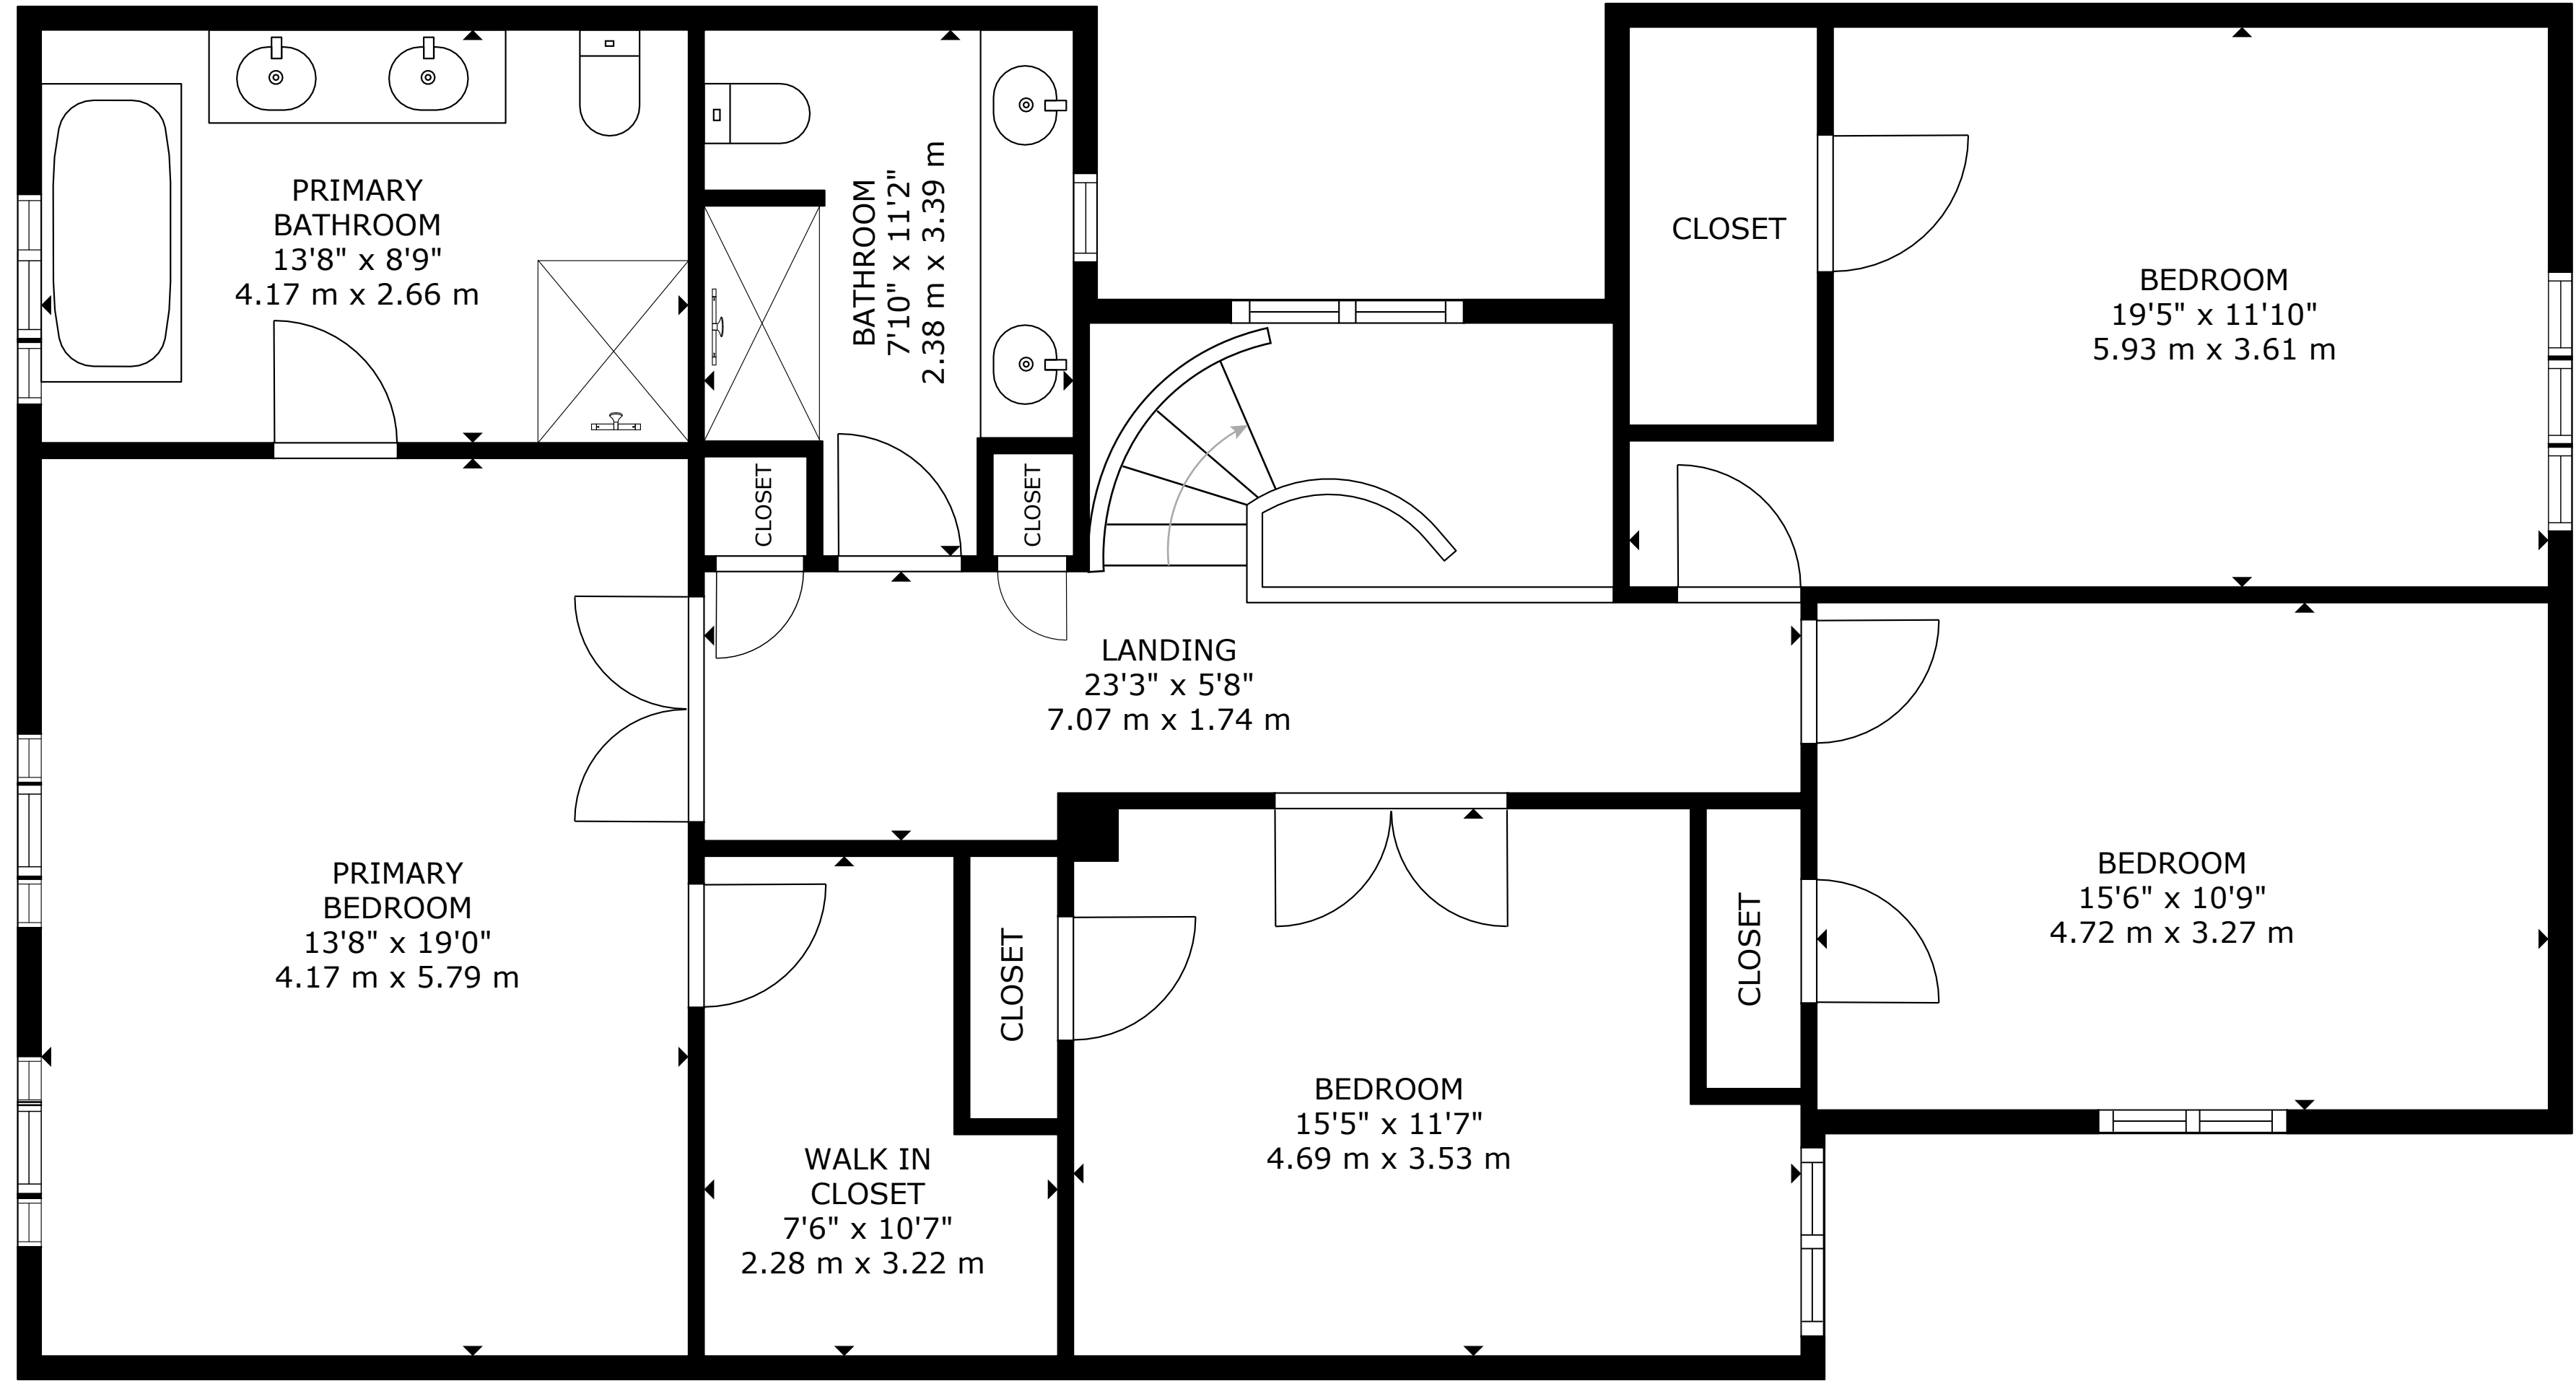 PRIMARY
BATHROOM
13'8" x 8'9"
4.17 m x 2.66 m
BATHROOM
7'10" x 11'2"
2.38 m x 3.39 m
CLOSET
BEDROOM
19'5" x 11'10"
5.93 m x 3.61 m
CLOSET
CLOSET
LANDING
23'3" x 5'8"
7.07 m x 1.74 m
PRIMARY
BEDROOM
13'8" x 19'0"
4.17 m x 5.79 m
WALK IN
CLOSET
7'6" x 10'7"
2.28 m x 3.22 m
CLOSET
BEDROOM
15'5" x 11'7"
4.69 m x 3.53 m
CLOSET
BEDROOM
15'6" x 10'9"
4.72 m x 3.27 m